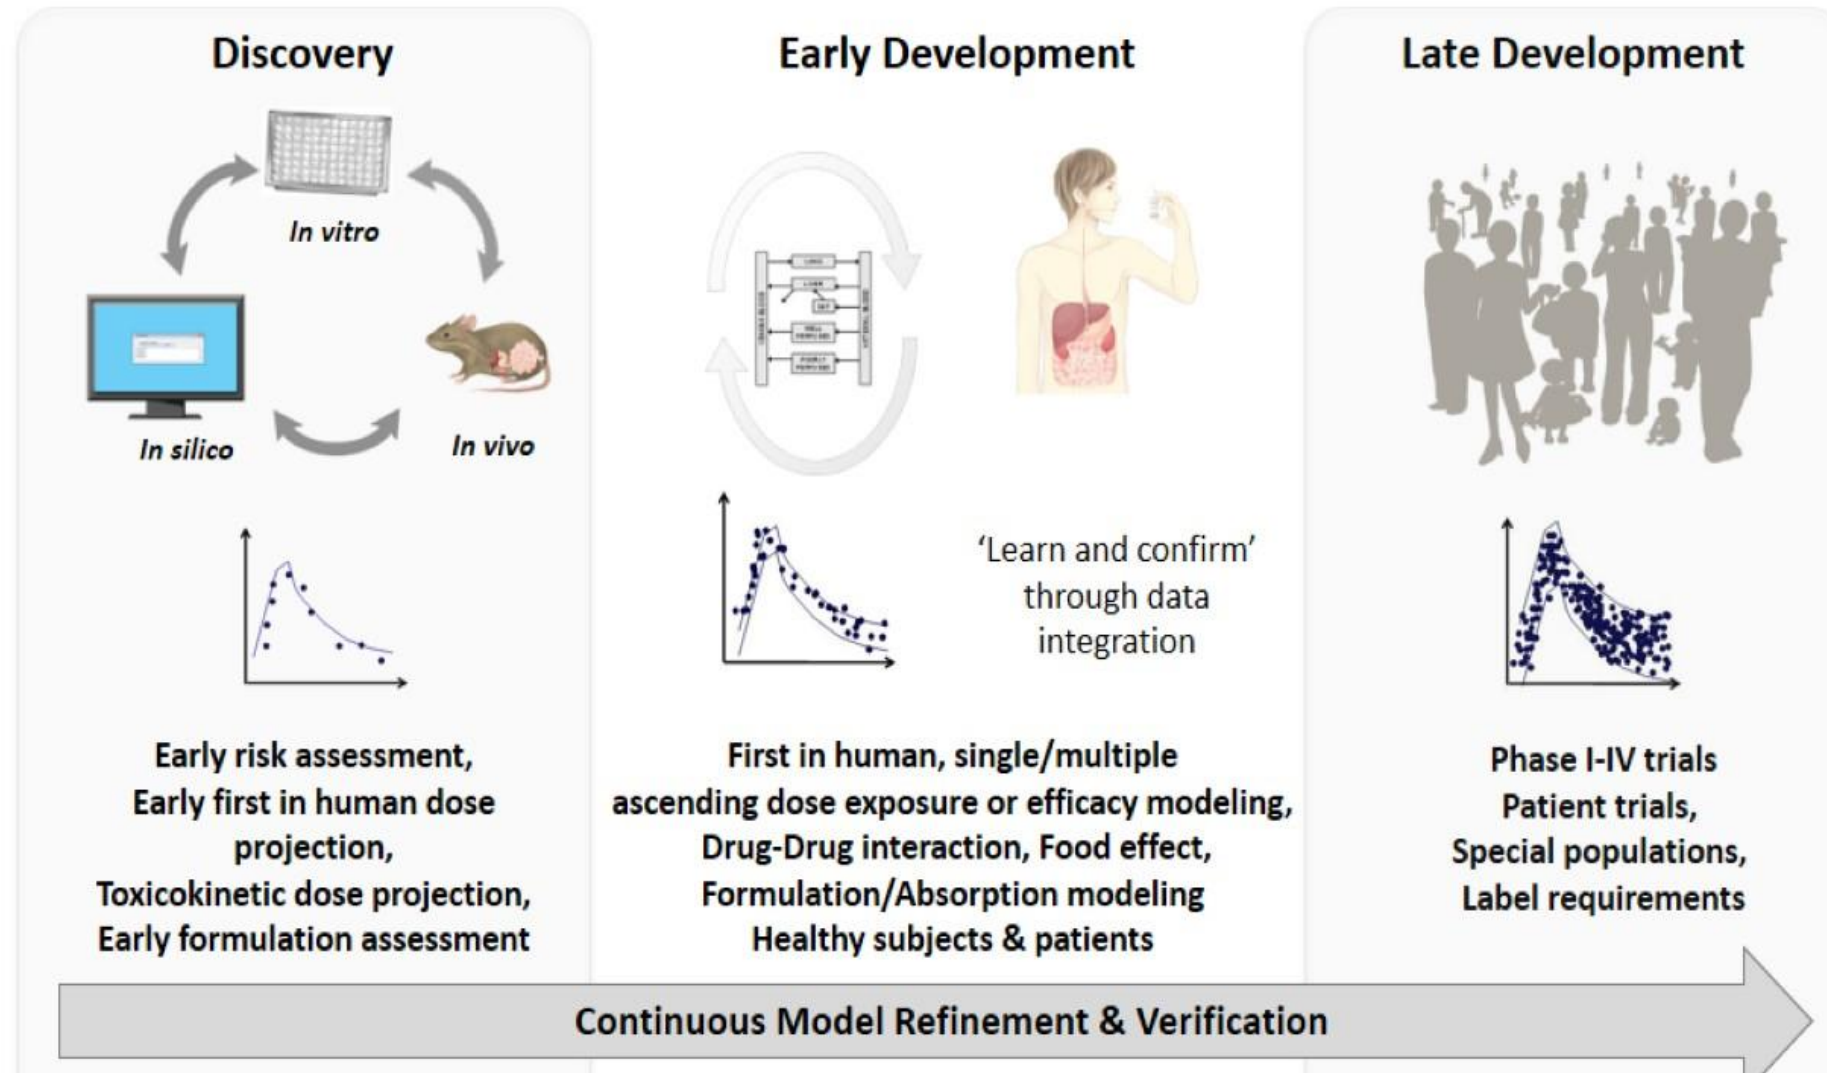 Discovery
In vitro
In silico
In vivo
Early risk assessment,
Early first in human dose
projection,
Toxicokinetic dose projection,
Early formulation assessment
Early Development
LUNG
LIVER
GUT
‘Learn and confirm’
through data
integration
First in human, single/multiple
ascending dose exposure or efficacy modeling,
Drug-Drug interaction, Food effect,
Formulation/Absorption modeling
Healthy subjects & patients
Late Development
Phase I-IV trials
Patient trials,
Special populations,
Label requirements
Continuous Model Refinement & Verification